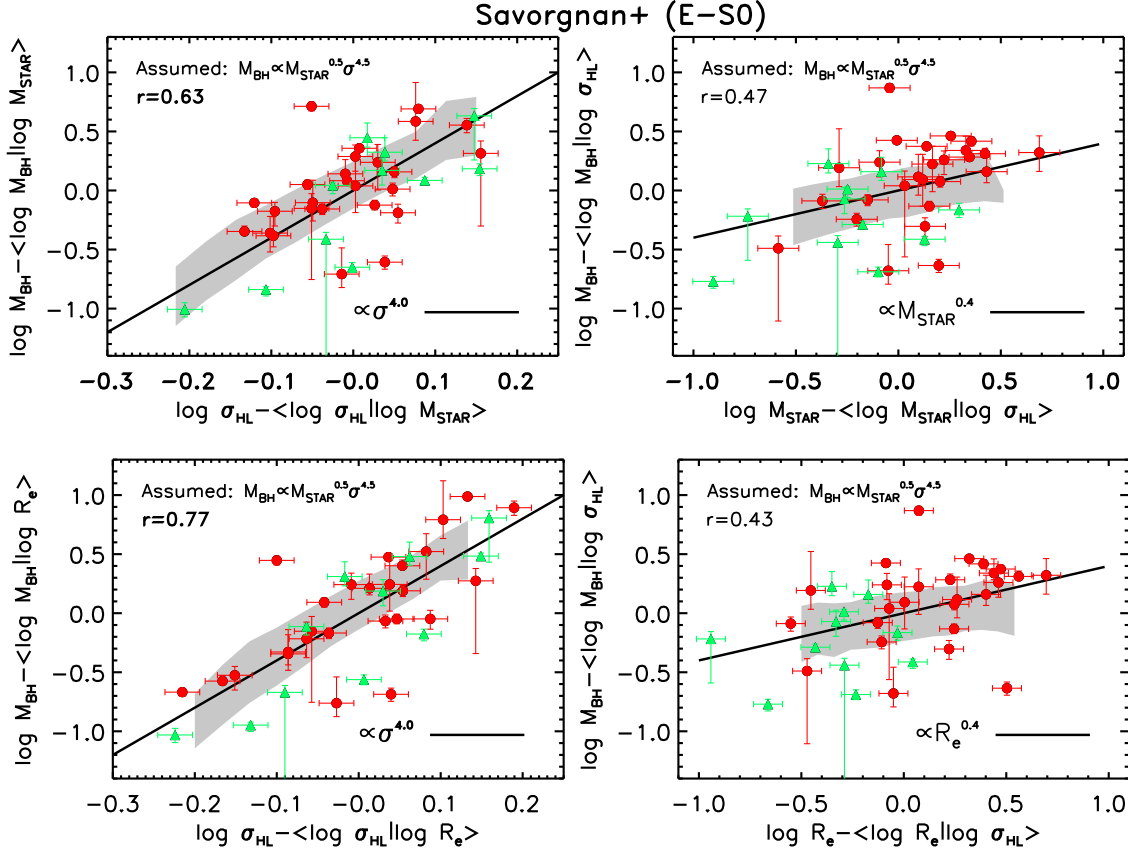 Savorgnan+ (E-S0)
log M_BH-<log M_BH|log M_STAR>
1.0
0.5
0.0
-0.5
-1.0
Assumed: M_BH∝M_STAR^0.5σ^4.5
r=0.63
∝σ^4.0
-0.3 -0.2 -0.1 -0.0 0.1 0.2
log σ_HL-<log σ_HL|log M_STAR>
log M_BH-<log M_BH|log σ_HL>
1.0
0.5
0.0
-0.5
-1.0
Assumed: M_BH∝M_STAR^0.5σ^4.5
r=0.47
∝M_STAR^0.4
-1.0 -0.5 0.0 0.5 1.0
log M_STAR-<log M_STAR|log σ_HL>
log M_BH-<log M_BH|log R_e>
1.0
0.5
0.0
-0.5
-1.0
Assumed: M_BH∝M_STAR^0.5σ^4.5
r=0.77
∝σ^4.0
-0.3 -0.2 -0.1 -0.0 0.1 0.2
log σ_HL-<log σ_HL|log R_e>
log M_BH-<log M_BH|log σ_HL>
1.0
0.5
0.0
-0.5
-1.0
Assumed: M_BH∝M_STAR^0.5σ^4.5
r=0.43
∝R_e^0.4
-1.0 -0.5 0.0 0.5 1.0
log R_e-<log R_e|log σ_HL>